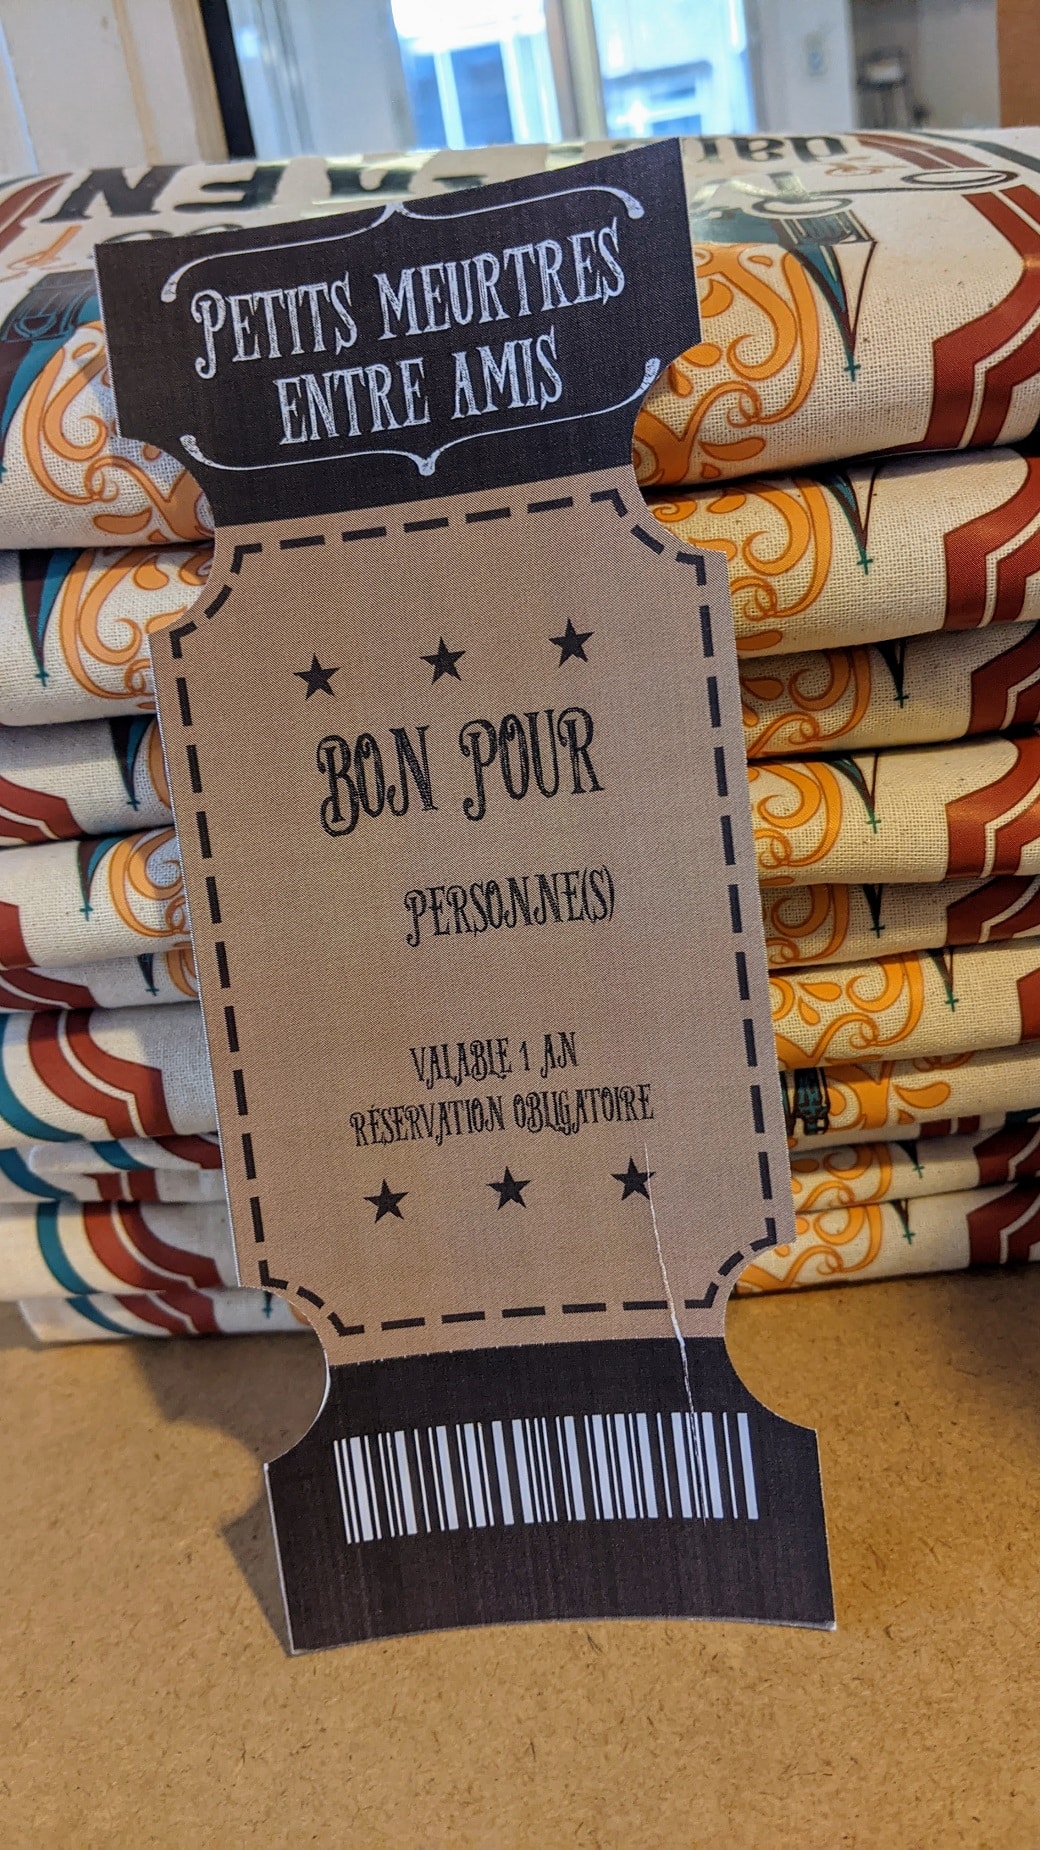 PETITS MEURTRES
ENTRE AMIS
BON POUR
PERSONNE(S)
VALABLE 1 AN
RÉSERVATION OBLIGATOIRE